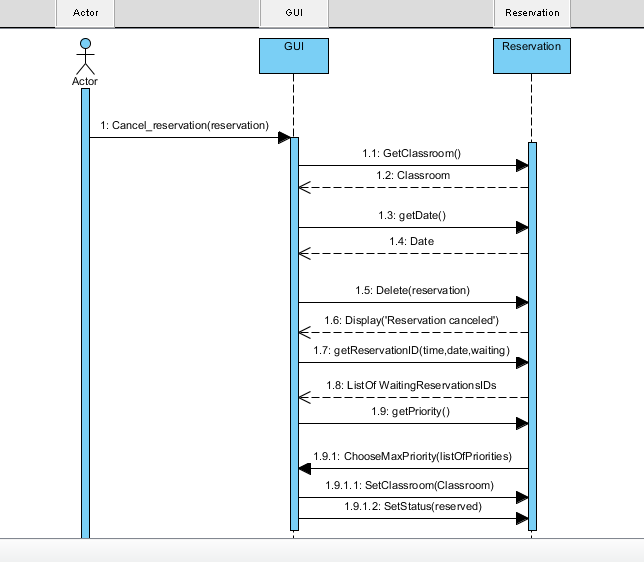 Actor GUI Reservation
GUI Reservation
Actor
1: Cancel_reservation(reservation)
1.1: GetClassroom()
1.2: Classroom
1.3: getDate()
1.4: Date
1.5: Delete(reservation)
1.6: Display('Reservation canceled')
1.7: getReservationID(time,date,waiting)
1.8: ListOf WaitingReservationsIDs
1.9: getPriority()
1.9.1: ChooseMaxPriority(listOfPriorities)
1.9.1.1: SetClassroom(Classroom)
1.9.1.2: SetStatus(reserved)